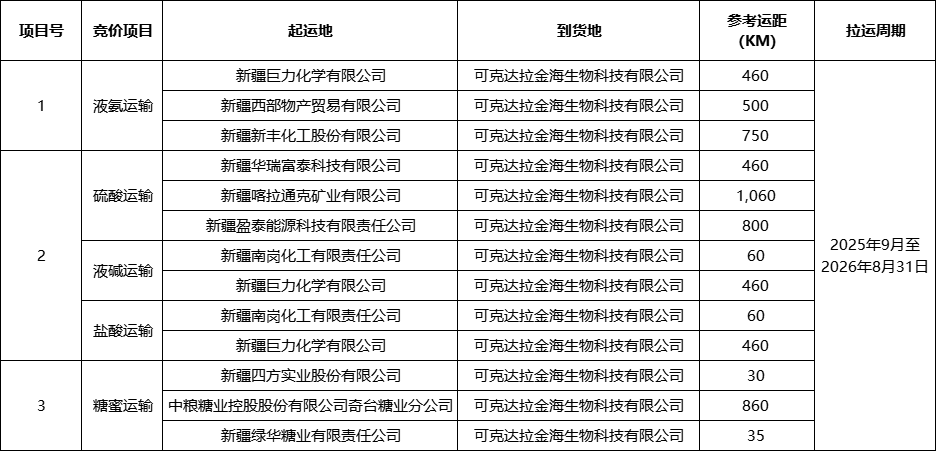 项目号 竞价项目 起运地 到货地 参考运距 拉运周期
(KM)
1 液氨运输 新疆巨力化学有限公司 可克达拉金海生物科技有限公司 460
新疆西部物产贸易有限公司 可克达拉金海生物科技有限公司 500
新疆新丰化工股份有限公司 可克达拉金海生物科技有限公司 750
2 硫酸运输 新疆华瑞富泰科技有限公司 可克达拉金海生物科技有限公司 460
新疆喀拉通克矿业有限公司 可克达拉金海生物科技有限公司 1,060
新疆盈泰能源科技有限责任公司 可克达拉金海生物科技有限公司 800
液碱运输 新疆南岗化工有限责任公司 可克达拉金海生物科技有限公司 60
新疆巨力化学有限公司 可克达拉金海生物科技有限公司 460
盐酸运输 新疆南岗化工有限责任公司 可克达拉金海生物科技有限公司 60
新疆巨力化学有限公司 可克达拉金海生物科技有限公司 460
3 糖蜜运输 新疆四方实业股份有限公司 可克达拉金海生物科技有限公司 30
中粮糖业控股股份有限公司奇台糖业分公司 可克达拉金海生物科技有限公司 860
新疆绿华糖业有限责任公司 可克达拉金海生物科技有限公司 35
2025年9月至
2026年8月31日